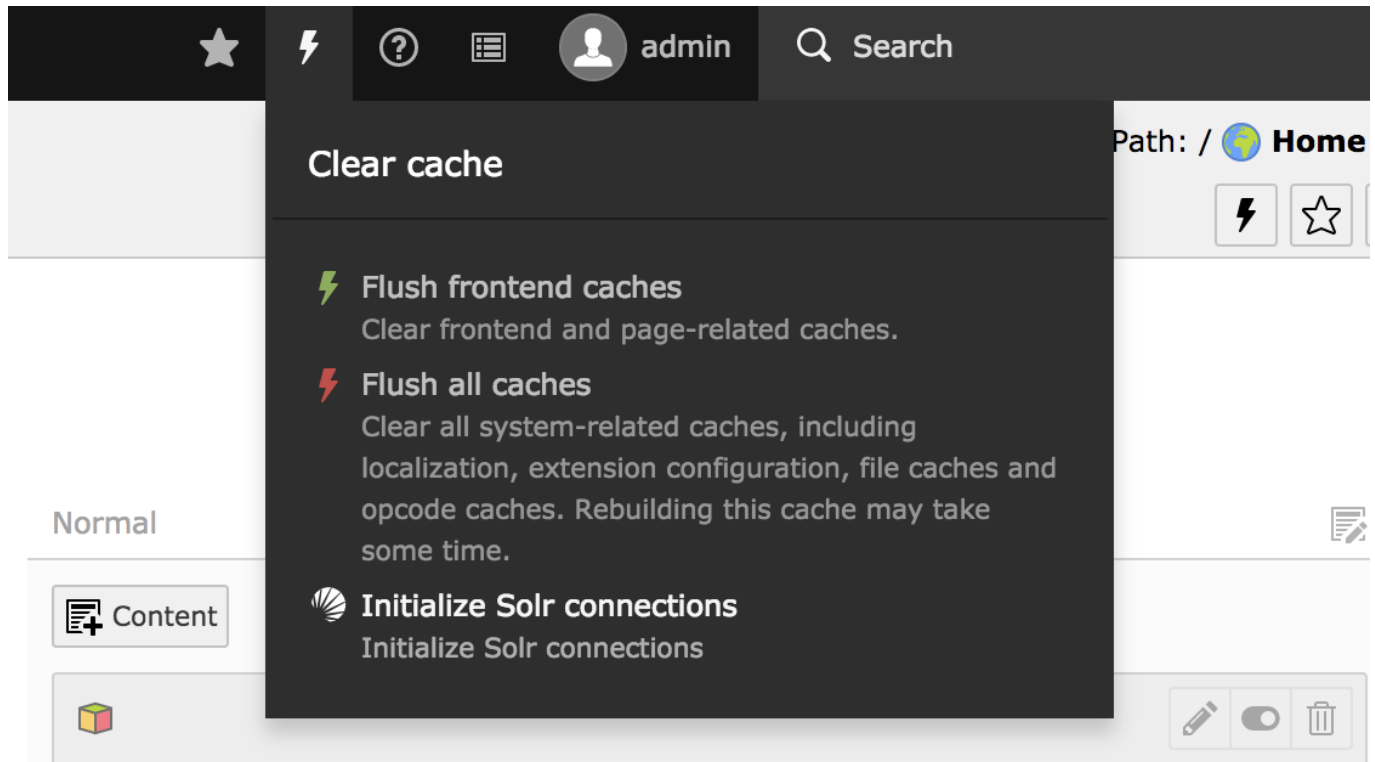 admin
Search
Clear cache
Path: / Home
Flush frontend caches
Clear frontend and page-related caches.
Flush all caches
Clear all system-related caches, including
localization, extension configuration, file caches and
opcode caches. Rebuilding this cache may take
some time.
Normal
Initialize Solr connections
Content
Initialize Solr connections